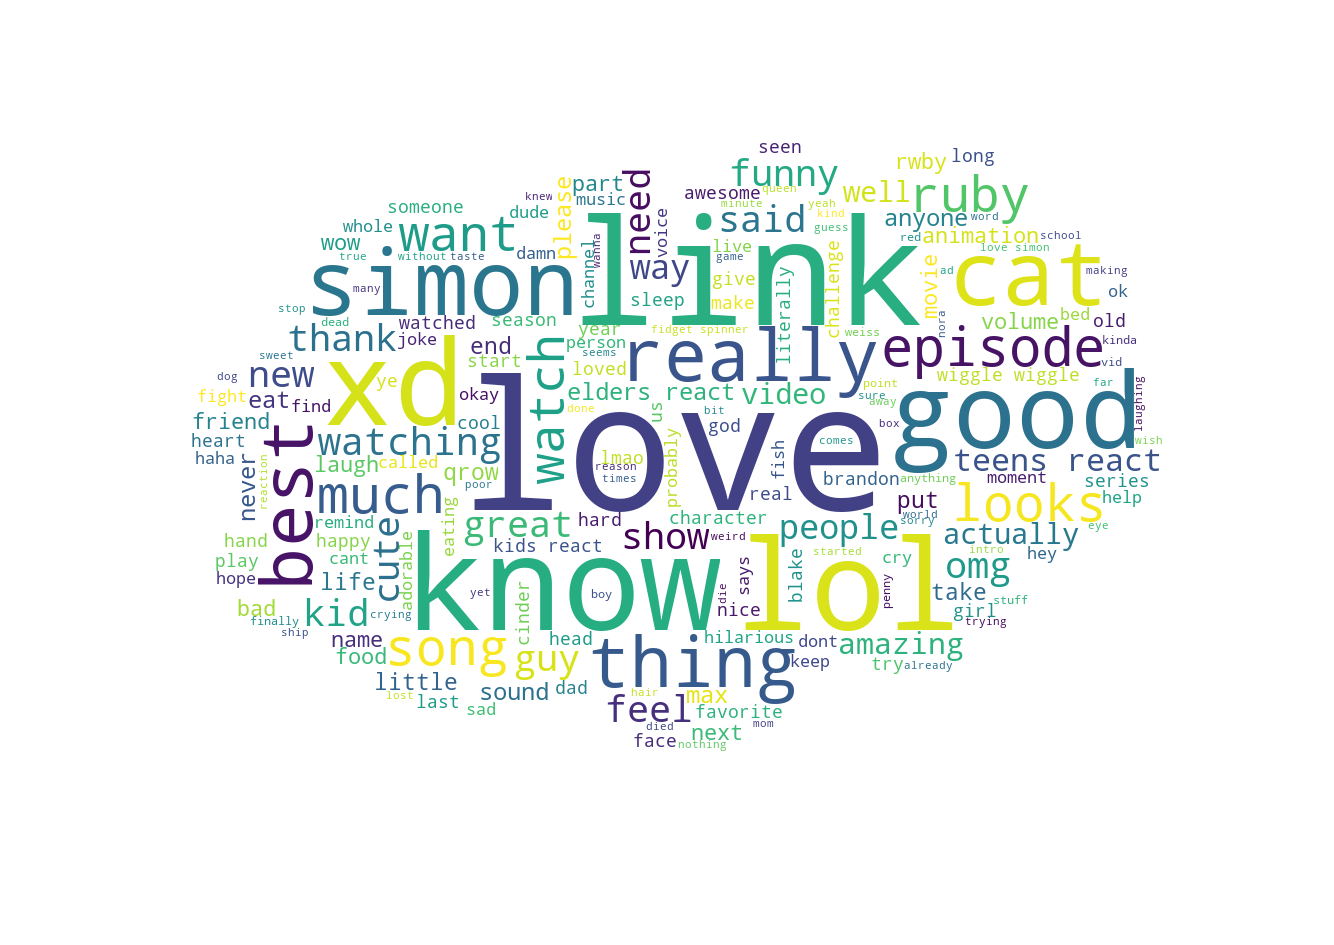 seen
funny
rwby
long
part
music
knew
please
need
awesome
queen
well
ruby
someone
dude
voice
minute
yeah
kind
said
guess
anyone
word
whole
wow
want
damn
wanna
way
live
game
challenge
red
animation
school
true
without
taste
channel
link
love simon
simon
many
sleep
give
make
literally
movie
ad
cat
making
ok
stop
dead
watched
season
year
fidget spinner
weiss
nora
volume
bed
old
thank
joke
end
person
really
episode
kinda
sweet
start
seems
loved
vid
dog
new
xd
ye
watch
elders react
video
point
sure
away
wiggle wiggle
far
fight
eat
find
okay
done
us
bit
box
good
laughing
friend
cool
love
god
comes
wish
heart
best
watching
lmao
teens react
haha
never
reaction
laugh
called
qrow
reason
times
probably
fish
brandon
anything
moment
series
poor
much
real
put
looks
help
remind
great
hard
character
world
sorry
eye
hand
happy
cute
eating
kids react
show
weird
people
actually
play
cant
know
lol
started
cry
intro
hey
hope
life
adorable
yet
boy
die
says
blake
penny
omg
take
stuff
bad
kid
crying
nice
girl
finally
ship
name
song
cinder
head
thing
hilarious
dont
amazing
trying
food
guy
keep
try
already
little
lost
last
sound
dad
hair
max
sad
feel
favorite
died
mom
next
face
nothing